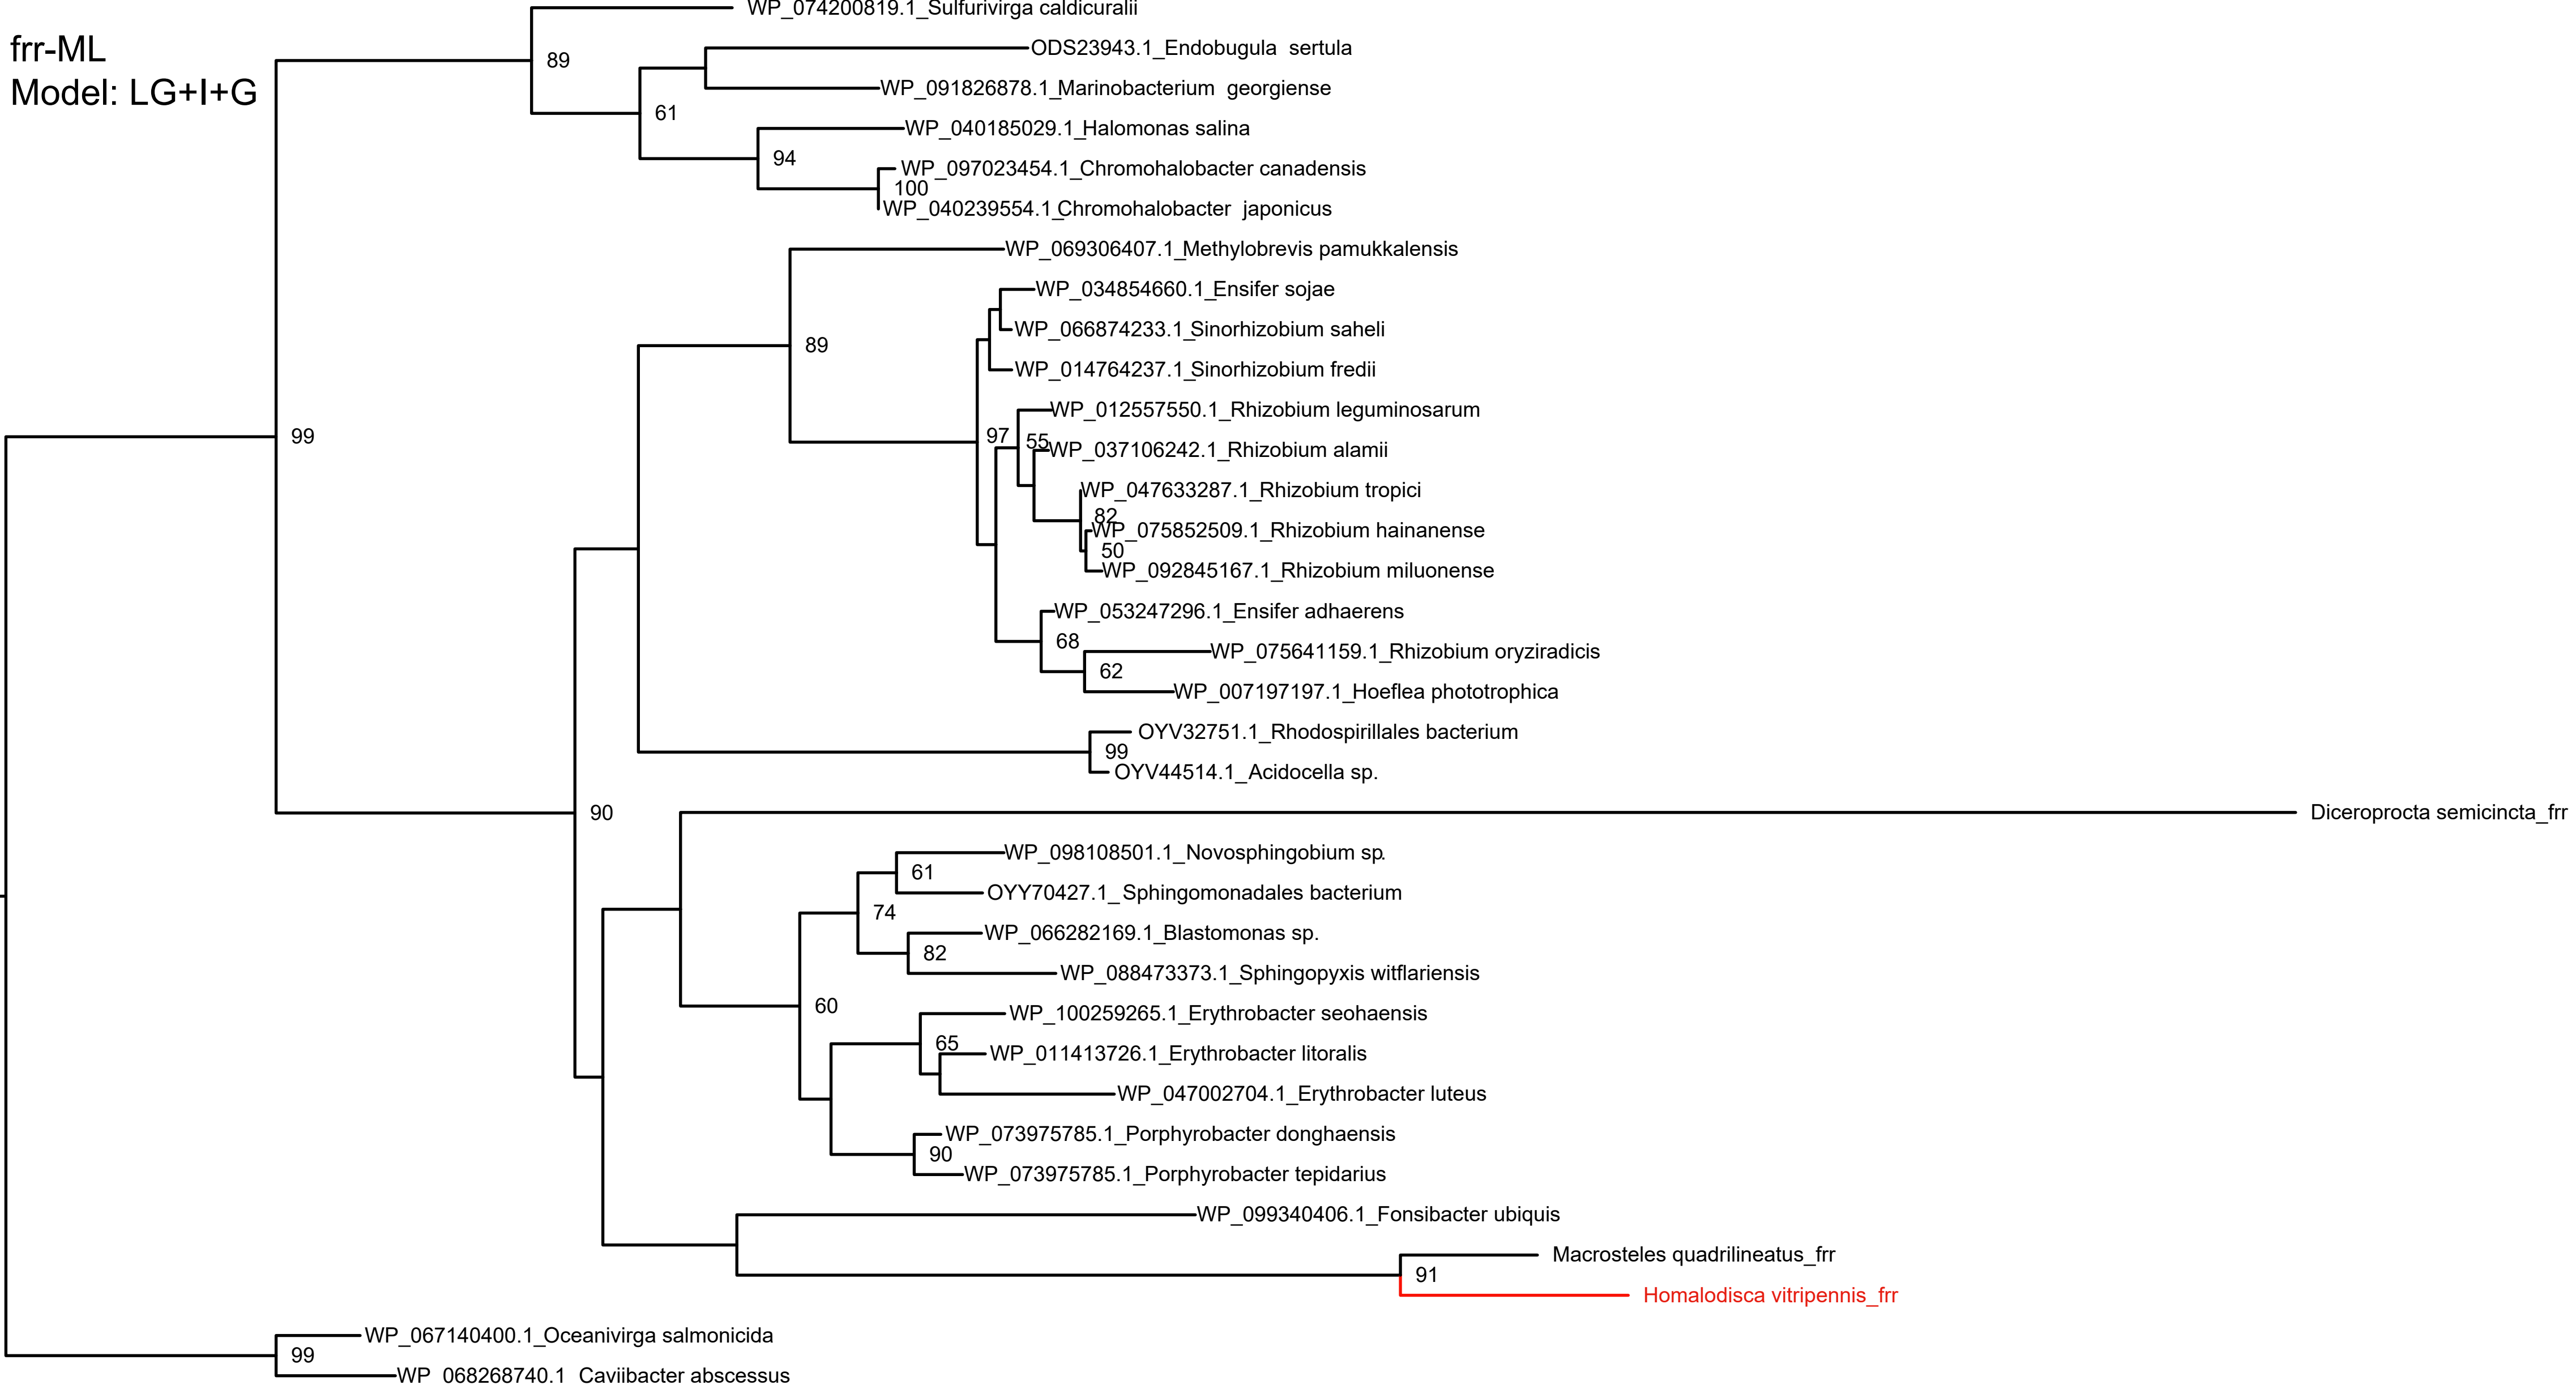 WP_074200819.1_Sulfurivirga caldicuralii
frr-ML
Model: LG+I+G
ODS23943.1_Endobugula sertula
89
WP_091826878.1_Marinobacterium georgiense
61
WP_040185029.1_Halomonas salina
94
WP_097023454.1_Chromohalobacter canadensis
100
WP_040239554.1_Chromohalobacter japonicus
WP_069306407.1_Methylobrevis pamukkalensis
WP_034854660.1_Ensifer sojae
WP_066874233.1_Sinorhizobium saheli
89
WP_014764237.1_Sinorhizobium fredii
WP_012557550.1_Rhizobium leguminosarum
99
97
55
WP_037106242.1_Rhizobium alamii
WP_047633287.1_Rhizobium tropici
82
WP_075852509.1_Rhizobium hainanense
50
WP_092845167.1_Rhizobium miluonense
WP_053247296.1_Ensifer adhaerens
68
WP_075641159.1_Rhizobium oryziradicis
62
WP_007197197.1_Hoeflea phototrophica
OYV32751.1_Rhodospirillales bacterium
99
OYV44514.1_Acidocella sp.
90
Diceroprocta semicincta_frr
WP_098108501.1_Novosphingobium sp.
61
OYY70427.1_Sphingomonadales bacterium
74
WP_066282169.1_Blastomonas sp.
82
WP_088473373.1_Sphingopyxis witflariensis
60
WP_100259265.1_Erythrobacter seohaensis
65
WP_011413726.1_Erythrobacter litoralis
WP_047002704.1_Erythrobacter luteus
WP_073975785.1_Porphyrobacter donghaensis
90
WP_073975785.1_Porphyrobacter tepidarius
WP_099340406.1_Fonsibacter ubiquis
Macrosteles quadrilineatus_frr
91
Homalodisca vitripennis_frr
WP_067140400.1_Oceanivirga salmonicida
99
WP_068268740.1_Caviibacter abscessus